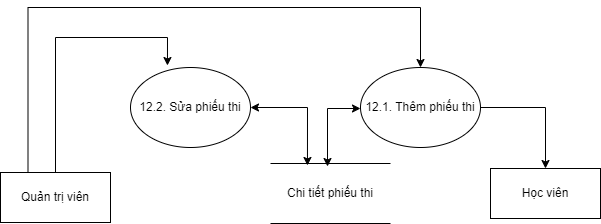 12.2. Sửa phiếu thi
12.1. Thêm phiếu thi
Quản trị viên
Chi tiết phiếu thi
Học viên